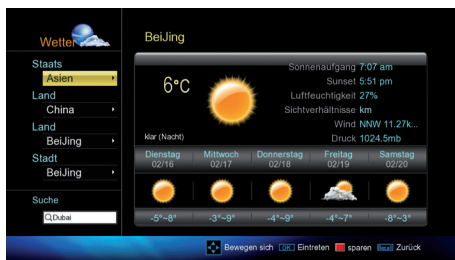 Wetter
Staats
Asien
Land
China
Land
BeiJing
Stadt
BeiJing
Suche
Dubai
BeiJing
6°C
klar (Nacht)
Sonnenaufgang 7:07 am
Sunset 5:51 pm
Luftfeuchtigkeit 27%
Sichtverhältnisse km
Wind NNW 11.27k...
Druck 1024.5mb
Dienstag Mittwoch Donnerstag Freitag Samstag
02/16 02/17 02/18 02/19 02/20
-5°~8° -3°~9° -4°~9° -4°~7° -8°~3°
Bewegen sich OK Eintreten sparen Recall Zurück